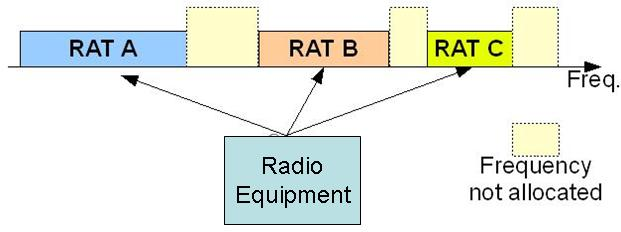 RAT A
RAT B
RAT C
Freq.
Radio
Equipment
Frequency
not allocated